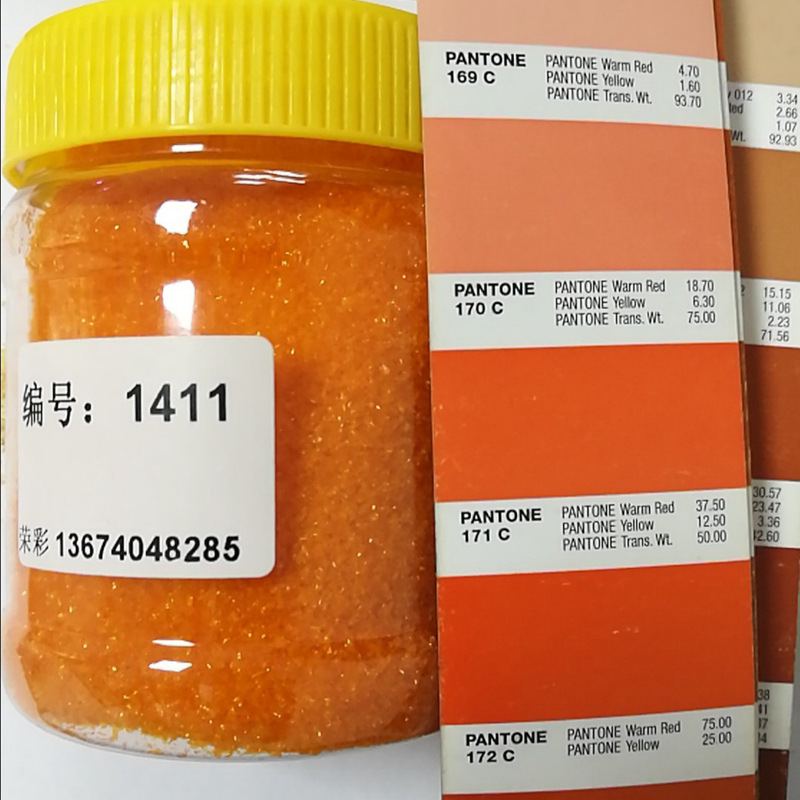 编号：1411
荣彩 13674048285
PANTONE
169 C
PANTONE Warm Red 4.70
PANTONE Yellow 1.60
PANTONE Trans. Wt. 93.70
PANTONE
170 C
PANTONE Warm Red 18.70
PANTONE Yellow 6.30
PANTONE Trans. Wt. 75.00
PANTONE
171 C
PANTONE Warm Red 37.50
PANTONE Yellow 12.50
PANTONE Trans. Wt. 50.00
PANTONE
172 C
PANTONE Warm Red 75.00
PANTONE Yellow 25.00
012 3.34
2.66
1.07
Wt. 92.93
15.15
11.06
2.23
71.56
30.57
23.47
3.36